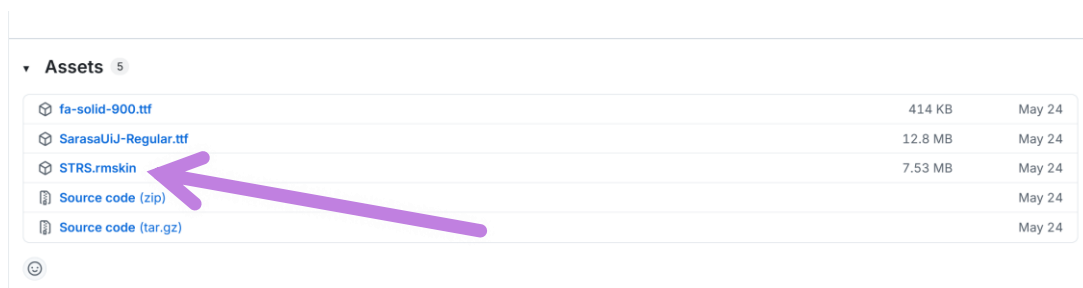 Assets 5
fa-solid-900.ttf 414 KB May 24
SarasaUiJ-Regular.ttf 12.8 MB May 24
STRS.rmskin 7.53 MB May 24
Source code (zip) May 24
Source code (tar.gz) May 24